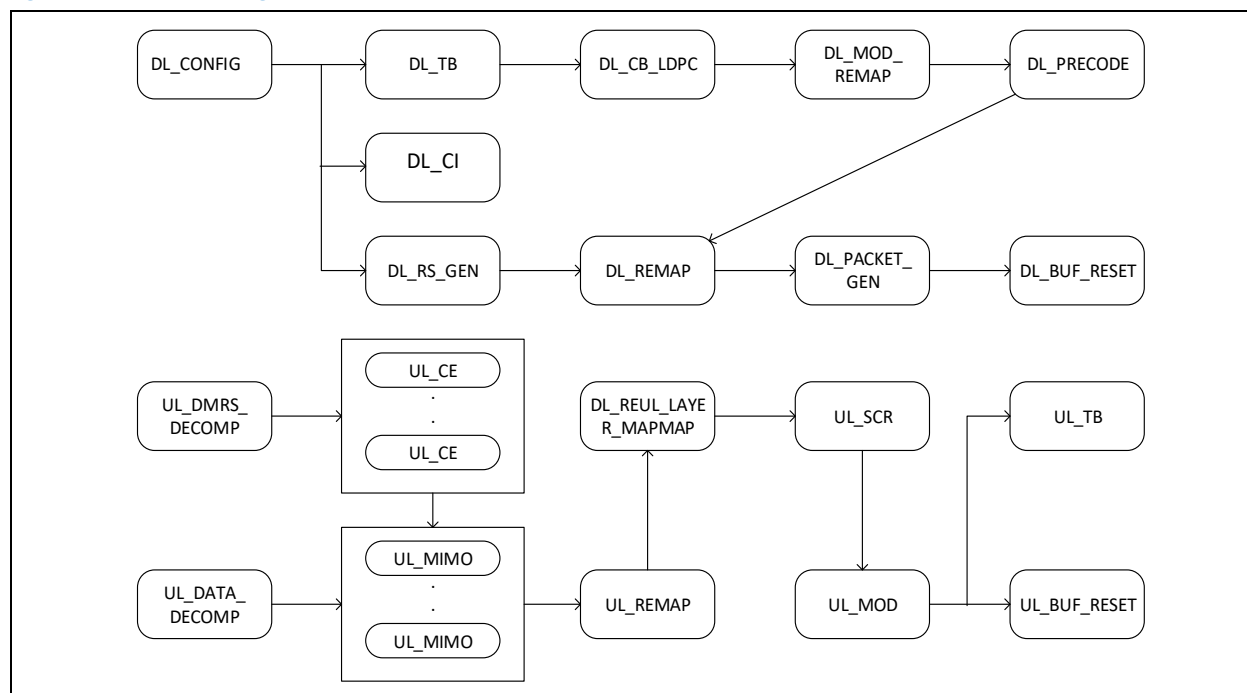 DL_CONFIG
DL_TB
DL_CB_LDPC
DL_MOD_
REMAP
DL_PRECODE
DL_CI
DL_RS_GEN
DL_REMAP
DL_PACKET_
GEN
DL_BUF_RESET
UL_DMRS_
DECOMP
UL_CE
.
.
UL_CE
DL_REUL_LAYE
R_MAPMAP
UL_SCR
UL_TB
UL_DATA_
DECOMP
UL_MIMO
.
.
UL_MIMO
UL_REMAP
UL_MOD
UL_BUF_RESET